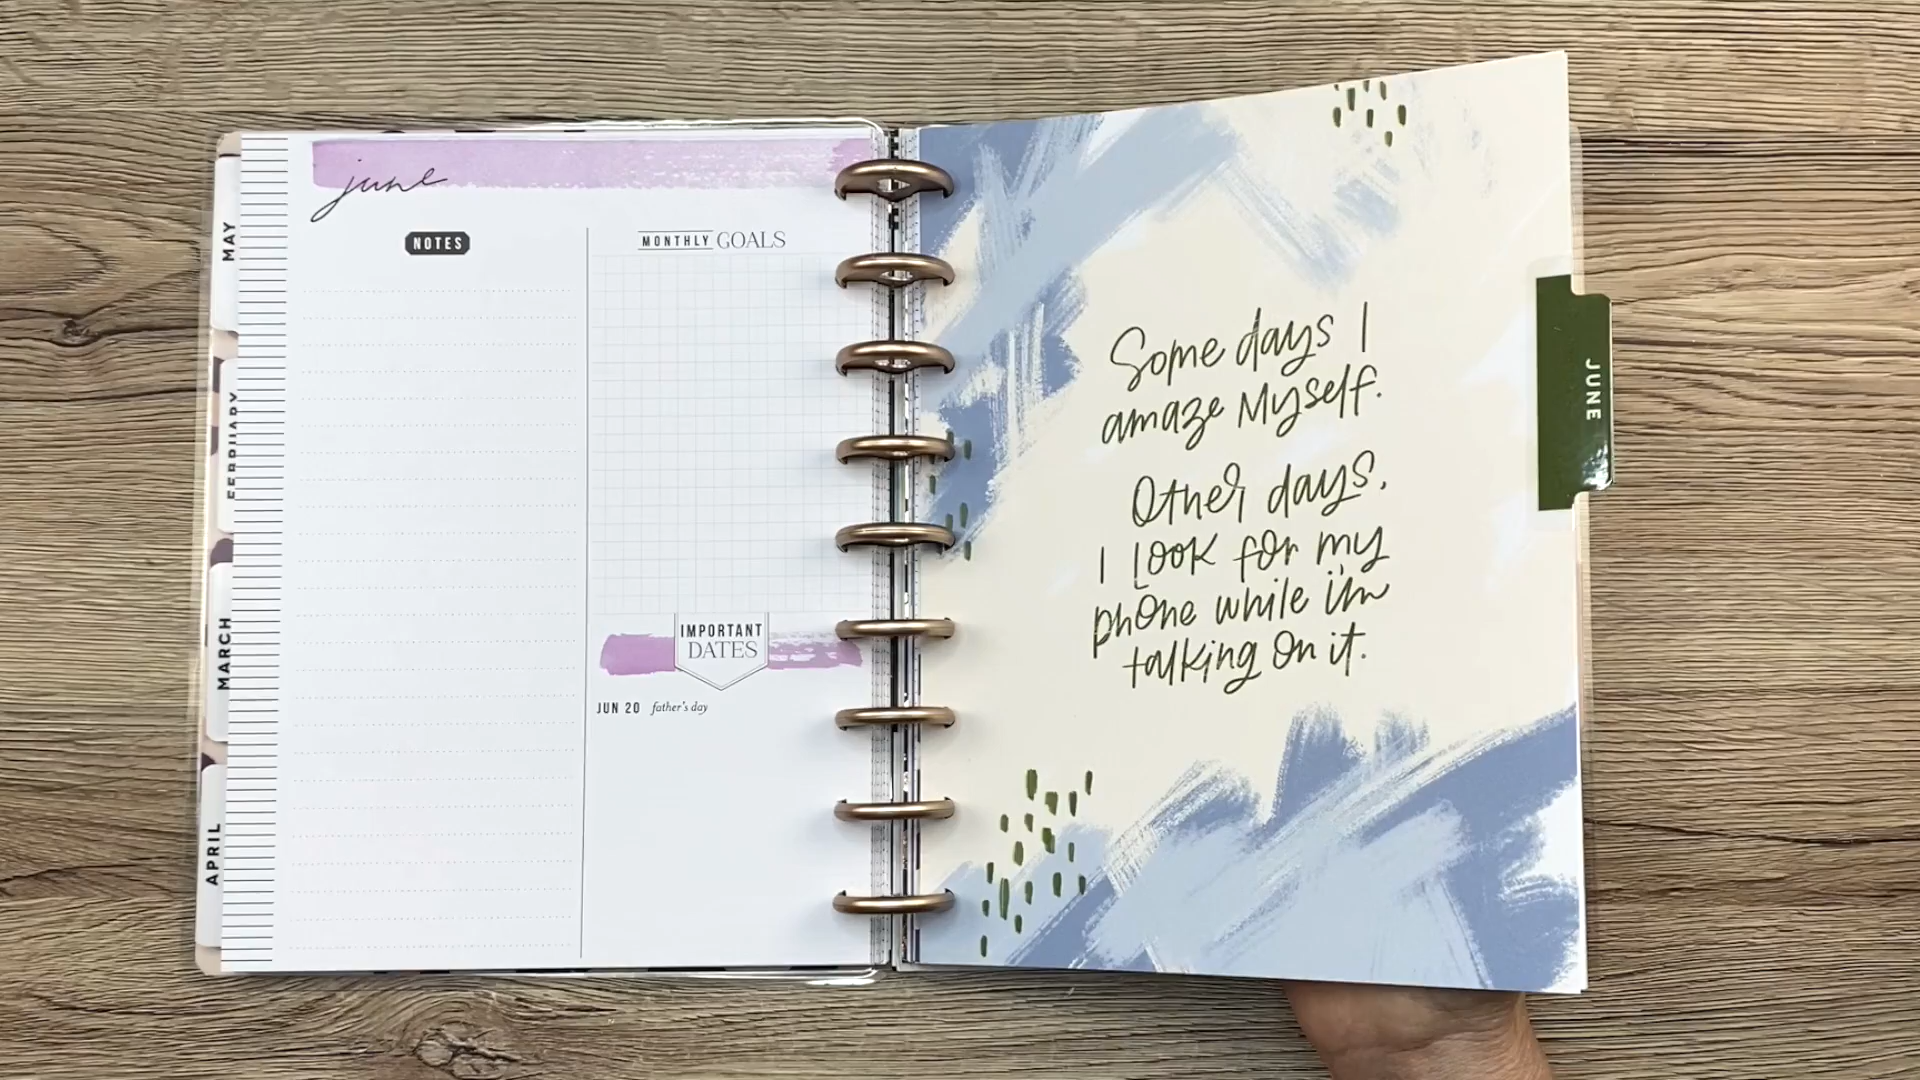 june
NOTES
MONTHLY GOALS
IMPORTANT
DATES
JUN 20 father's day
MAY
FEBRUARY
MARCH
APRIL
Some days I
amaze Myself.
Other days,
I look for my
phone while i'm
talking on it.
JUNE